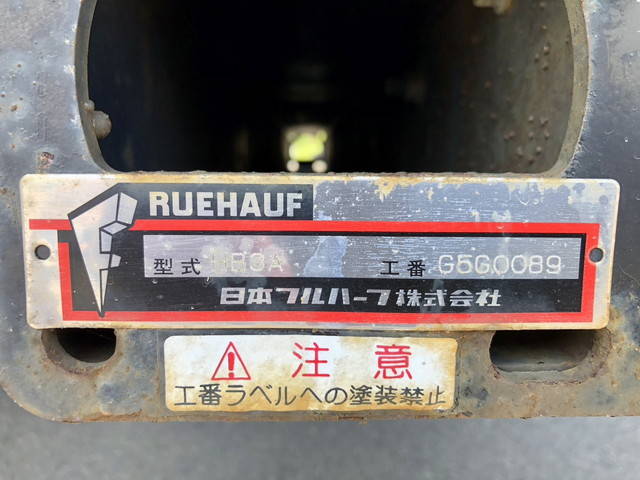 RUEHAUF
型式 工番 G5G0089
日本フルハーフ株式会社
⚠注意
工番ラベルへの塗装禁止